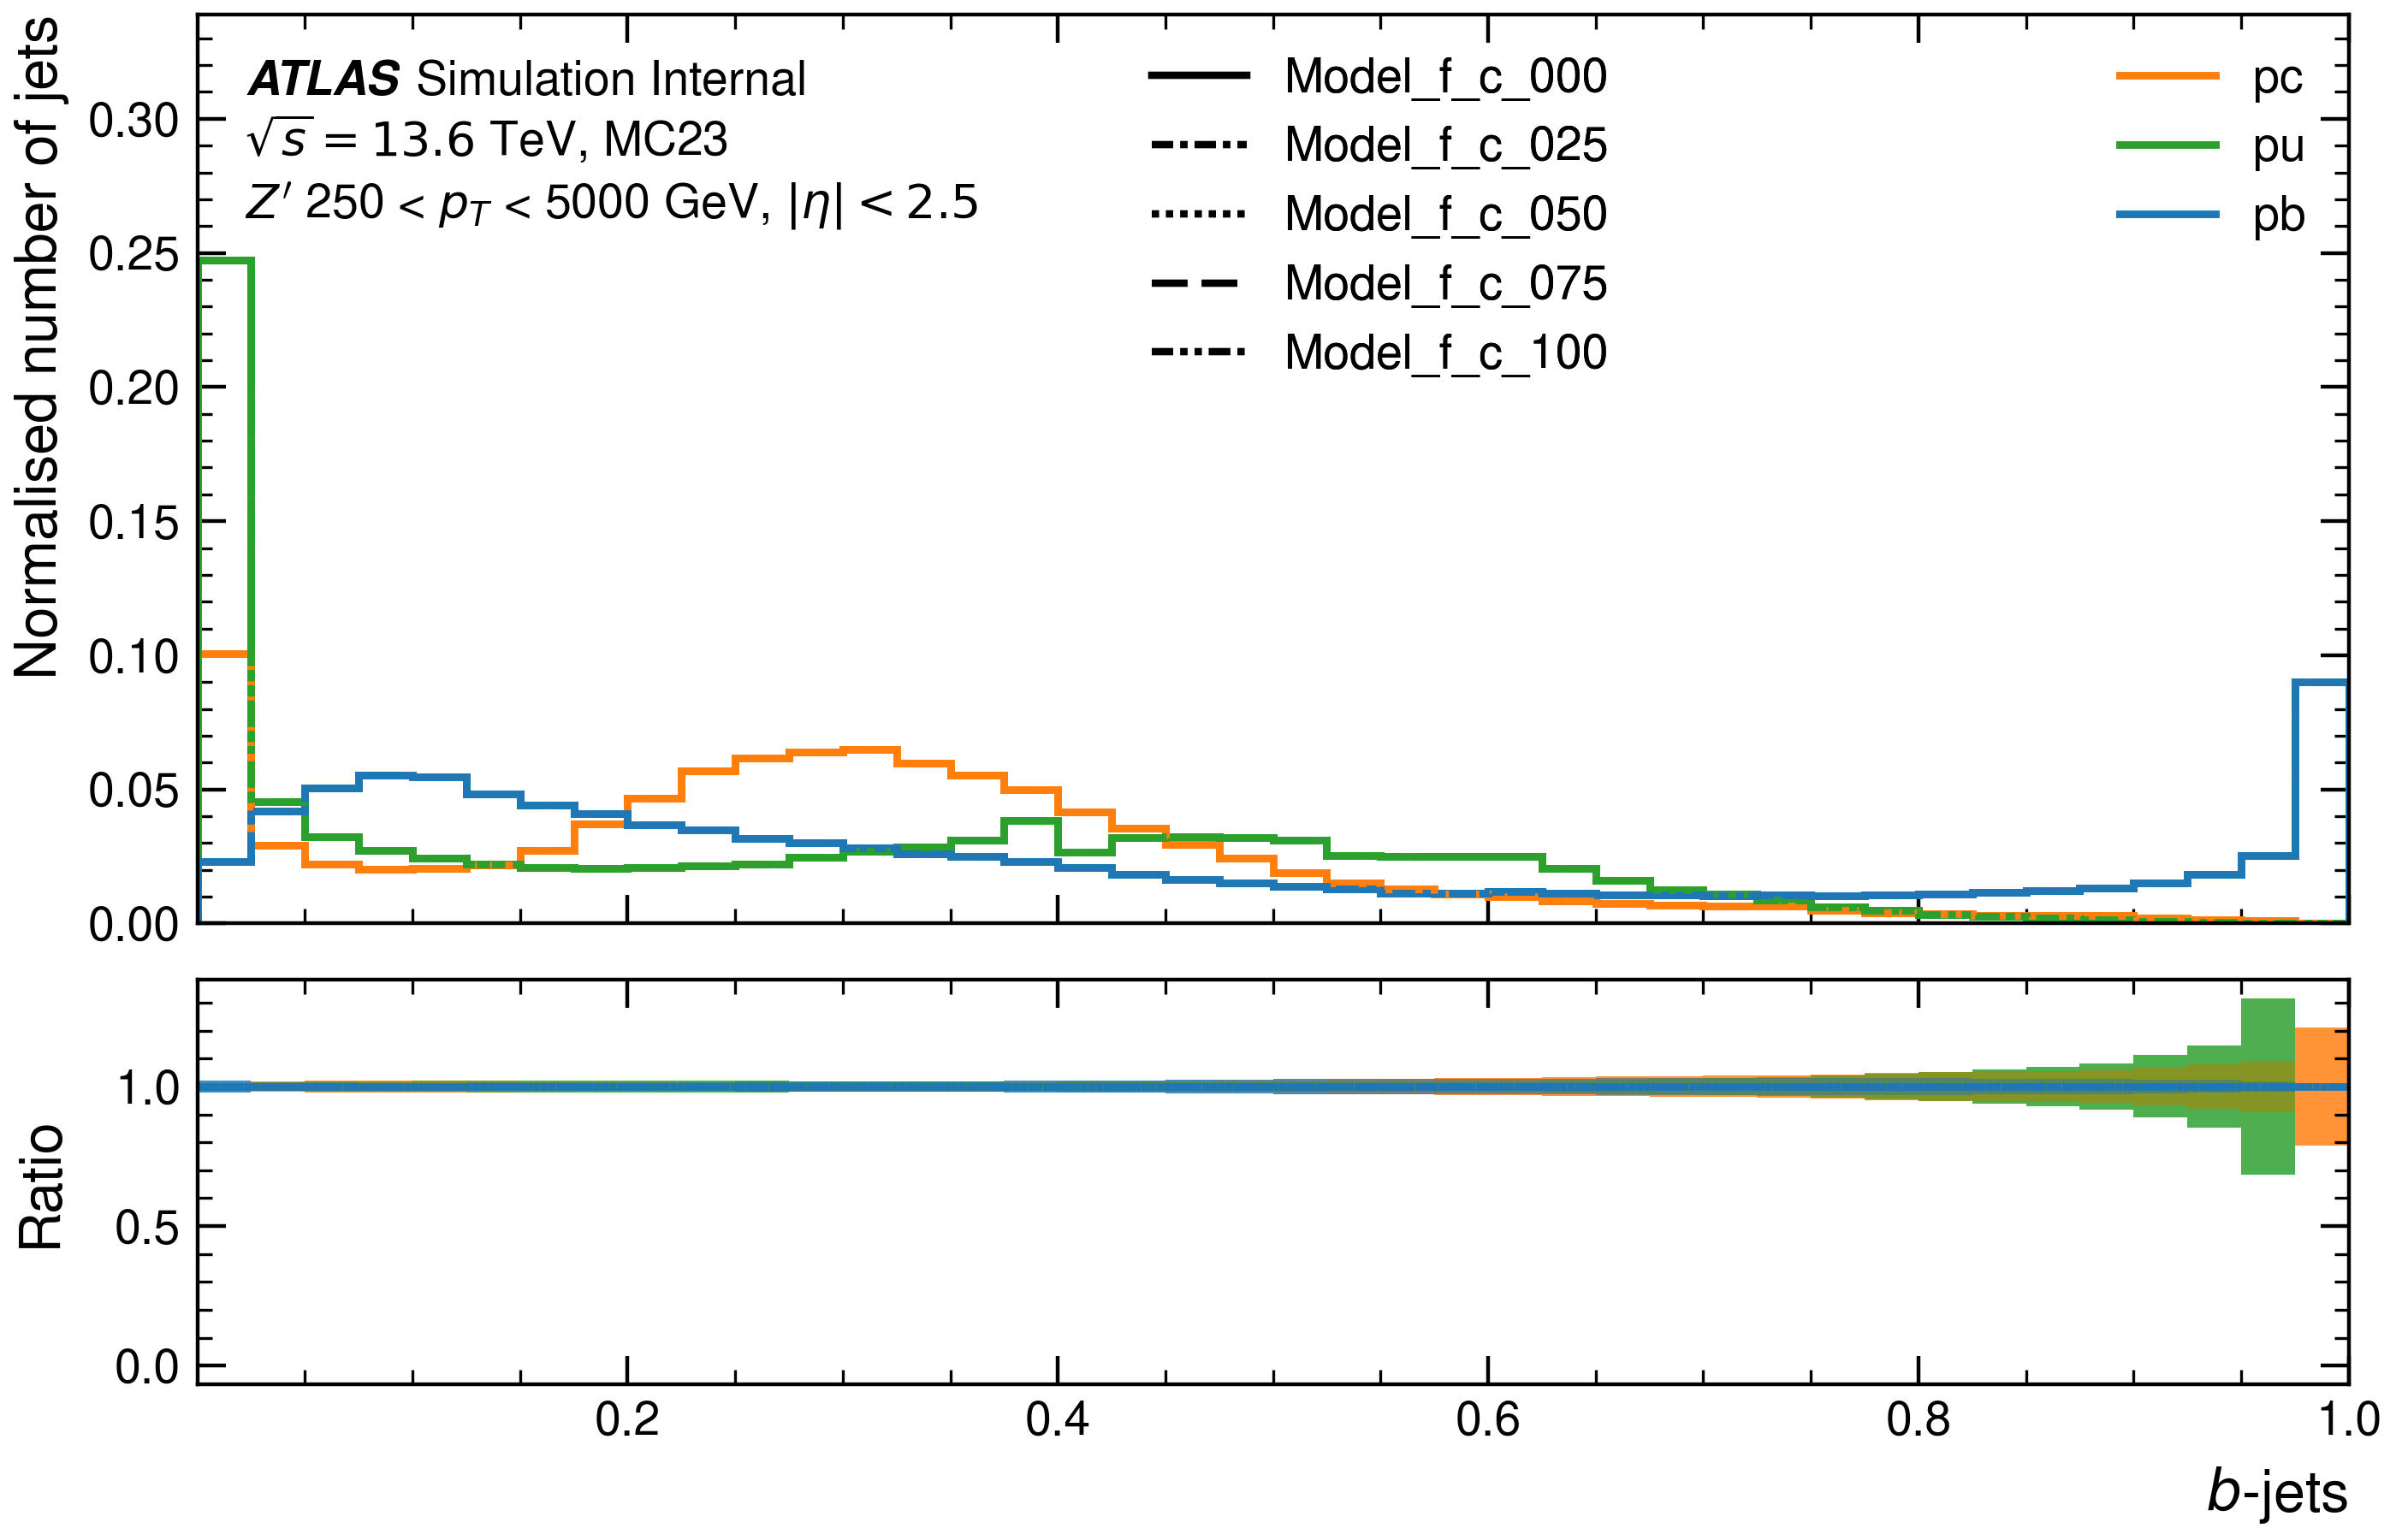 Normalised number of jets
0.30
0.25
0.20
0.15
0.10
0.05
0.00
ATLAS Simulation Internal
√s = 13.6 TeV, MC23
Z′ 250 < p_T < 5000 GeV, |η| < 2.5
Model_f_c_000
Model_f_c_025
Model_f_c_050
Model_f_c_075
Model_f_c_100
pc
pu
pb
Ratio
1.0
0.5
0.0
0.2 0.4 0.6 0.8 1.0
b-jets